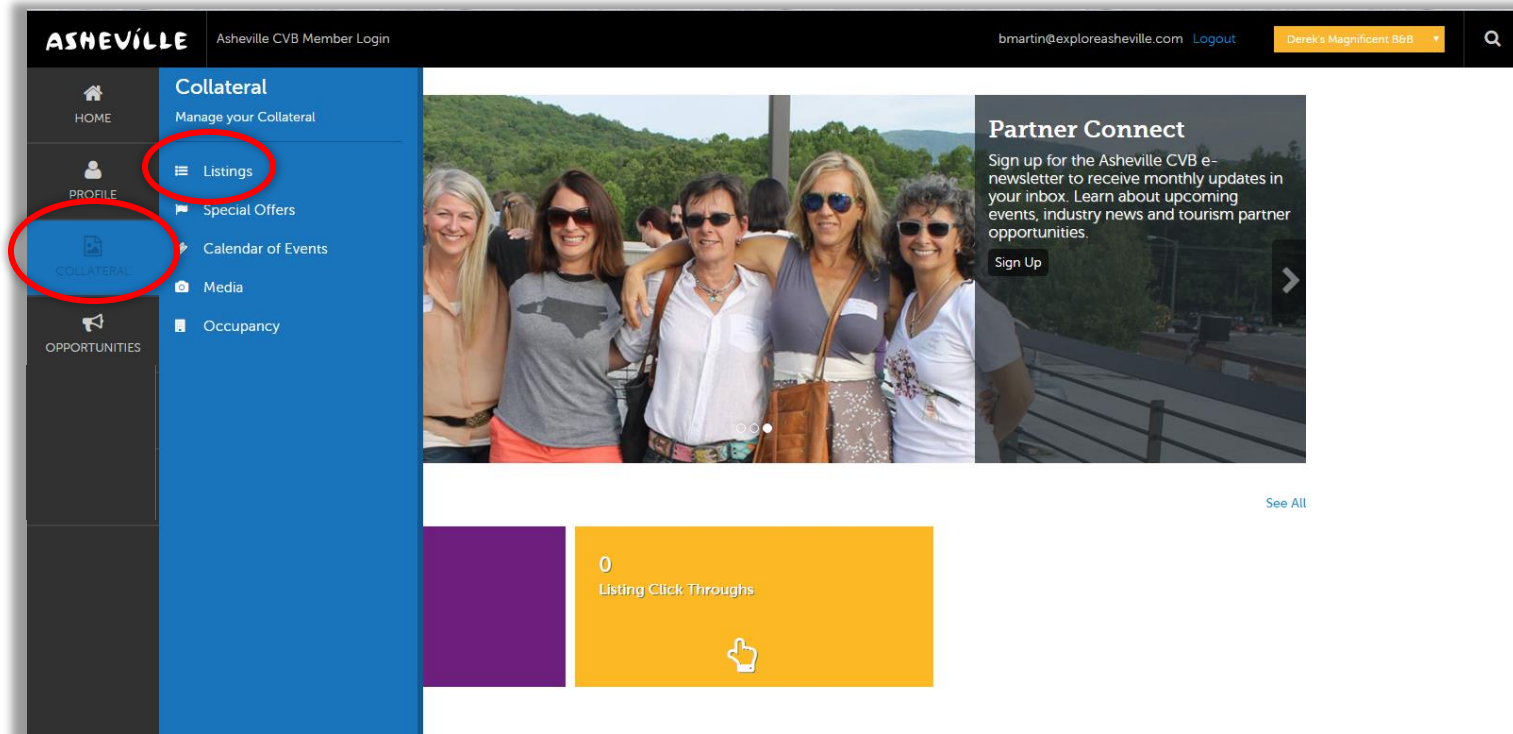 ASHEVÍLLE
Asheville CVB Member Login
bmartin@exploreasheville.com Logout
Derek's Magnificent B&B
HOME
PROFILE
COLLATERAL
OPPORTUNITIES
Collateral
Manage your Collateral
Listings
Special Offers
Calendar of Events
Media
Occupancy
Partner Connect
Sign up for the Asheville CVB e-
newsletter to receive monthly updates in
your inbox. Learn about upcoming
events, industry news and tourism partner
opportunities.
Sign Up
See All
0
Listing Click Throughs